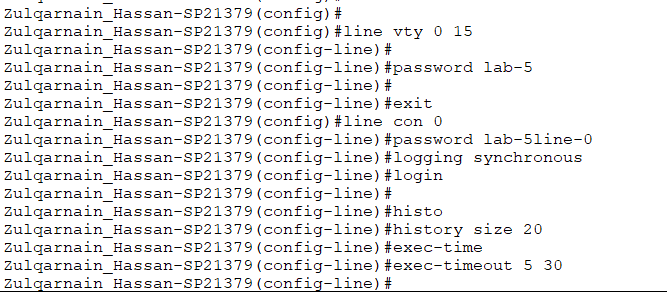 Zulqarnain_Hassan-SP21379(config)#
Zulqarnain_Hassan-SP21379(config)#line vty 0 15
Zulqarnain_Hassan-SP21379(config-line)#
Zulqarnain_Hassan-SP21379(config-line)#password lab-5
Zulqarnain_Hassan-SP21379(config-line)#
Zulqarnain_Hassan-SP21379(config-line)#exit
Zulqarnain_Hassan-SP21379(config)#line con 0
Zulqarnain_Hassan-SP21379(config-line)#password lab-5line-0
Zulqarnain_Hassan-SP21379(config-line)#logging synchronous
Zulqarnain_Hassan-SP21379(config-line)#login
Zulqarnain_Hassan-SP21379(config-line)#
Zulqarnain_Hassan-SP21379(config-line)#histo
Zulqarnain_Hassan-SP21379(config-line)#history size 20
Zulqarnain_Hassan-SP21379(config-line)#exec-time
Zulqarnain_Hassan-SP21379(config-line)#exec-timeout 5 30
Zulqarnain_Hassan-SP21379(config-line)#